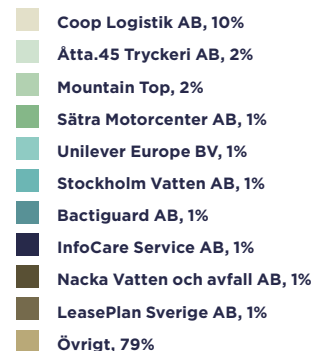 Coop Logistik AB, 10%
Åtta.45 Tryckeri AB, 2%
Mountain Top, 2%
Sätra Motorcenter AB, 1%
Unilever Europe BV, 1%
Stockholm Vatten AB, 1%
Bactiguard AB, 1%
InfoCare Service AB, 1%
Nacka Vatten och avfall AB, 1%
LeasePlan Sverige AB, 1%
Övrigt, 79%